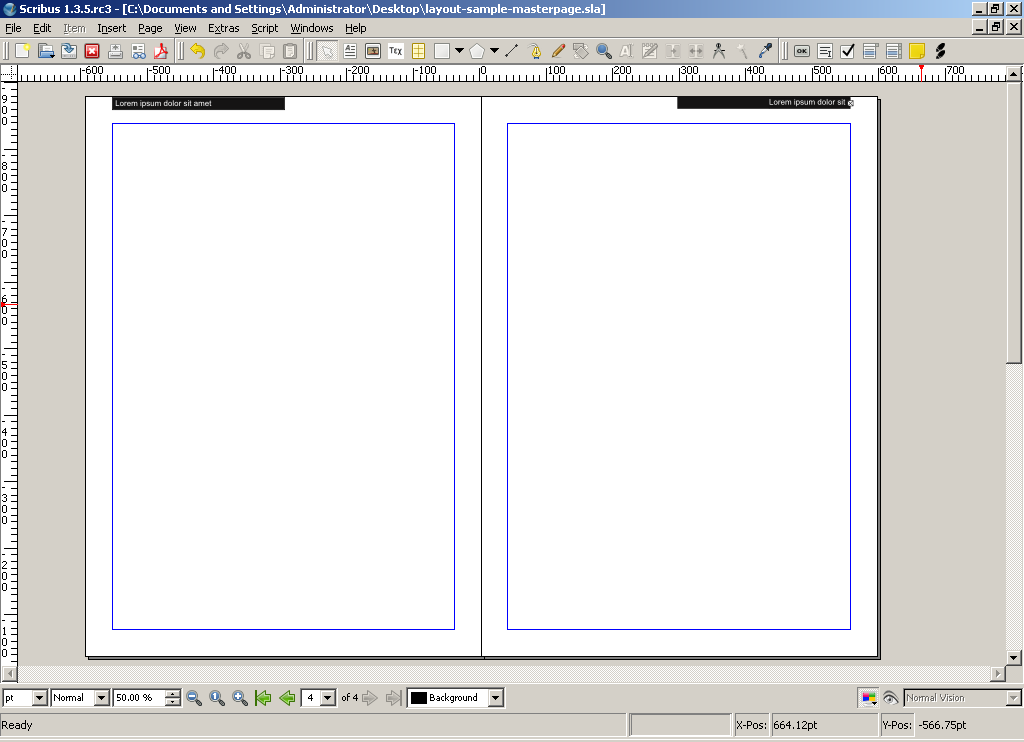 Scribus 1.3.5.rc3 - [C:\Documents and Settings\Administrator\Desktop\layout-sample-masterpage.sla]
File Edit Item Insert Page View Extras Script Windows Help
TEX OK
-600 -500 -400 -300 -200 -100 0 100 200 300 400 500 600 700
Lorem ipsum dolor sit amet
Lorem ipsum dolor sit
-900
-800
-700
-600
-500
-400
-300
-200
-100
pt Normal 50.00 % 4 of 4 Background Normal Vision
Ready X-Pos: 664.12pt Y-Pos: -566.75pt